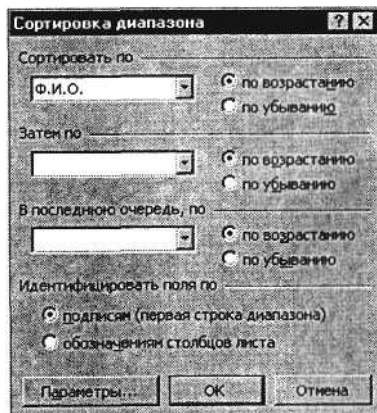 Сортировка диапазона
Сортировать по
Ф.И.О.
по возрастанию
по убыванию
Затем по
по возрастанию
по убыванию
В последнюю очередь, по
по возрастанию
по убыванию
Идентифицировать поля по
подписям (первая строка диапазона)
обозначениям столбцов листа
Параметры... ОК Отмена